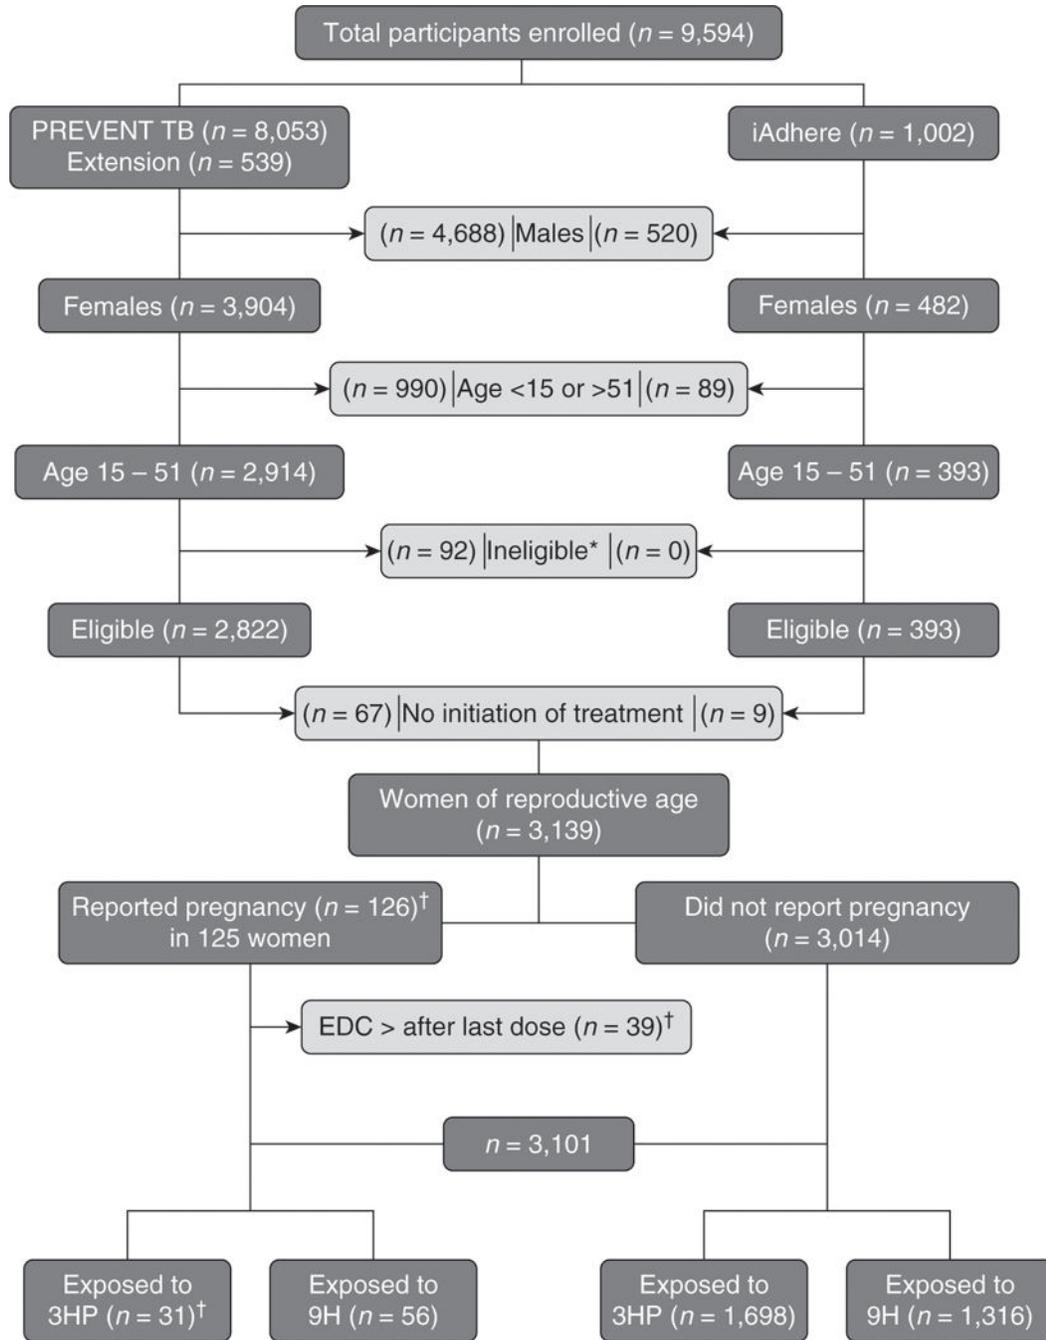 Total participants enrolled (n = 9,594)
PREVENT TB (n = 8,053)
Extension (n = 539)
iAdhere (n = 1,002)
(n = 4,688)|Males|(n = 520)
Females (n = 3,904)
Females (n = 482)
(n = 990)|Age <15 or >51|(n = 89)
Age 15 – 51 (n = 2,914)
Age 15 – 51 (n = 393)
(n = 92)|Ineligible* |(n = 0)
Eligible (n = 2,822)
Eligible (n = 393)
(n = 67)|No initiation of treatment |(n = 9)
Women of reproductive age
(n = 3,139)
Reported pregnancy (n = 126)†
in 125 women
Did not report pregnancy
(n = 3,014)
EDC > after last dose (n = 39)†
n = 3,101
Exposed to
3HP (n = 31)†
Exposed to
9H (n = 56)
Exposed to
3HP (n = 1,698)
Exposed to
9H (n = 1,316)